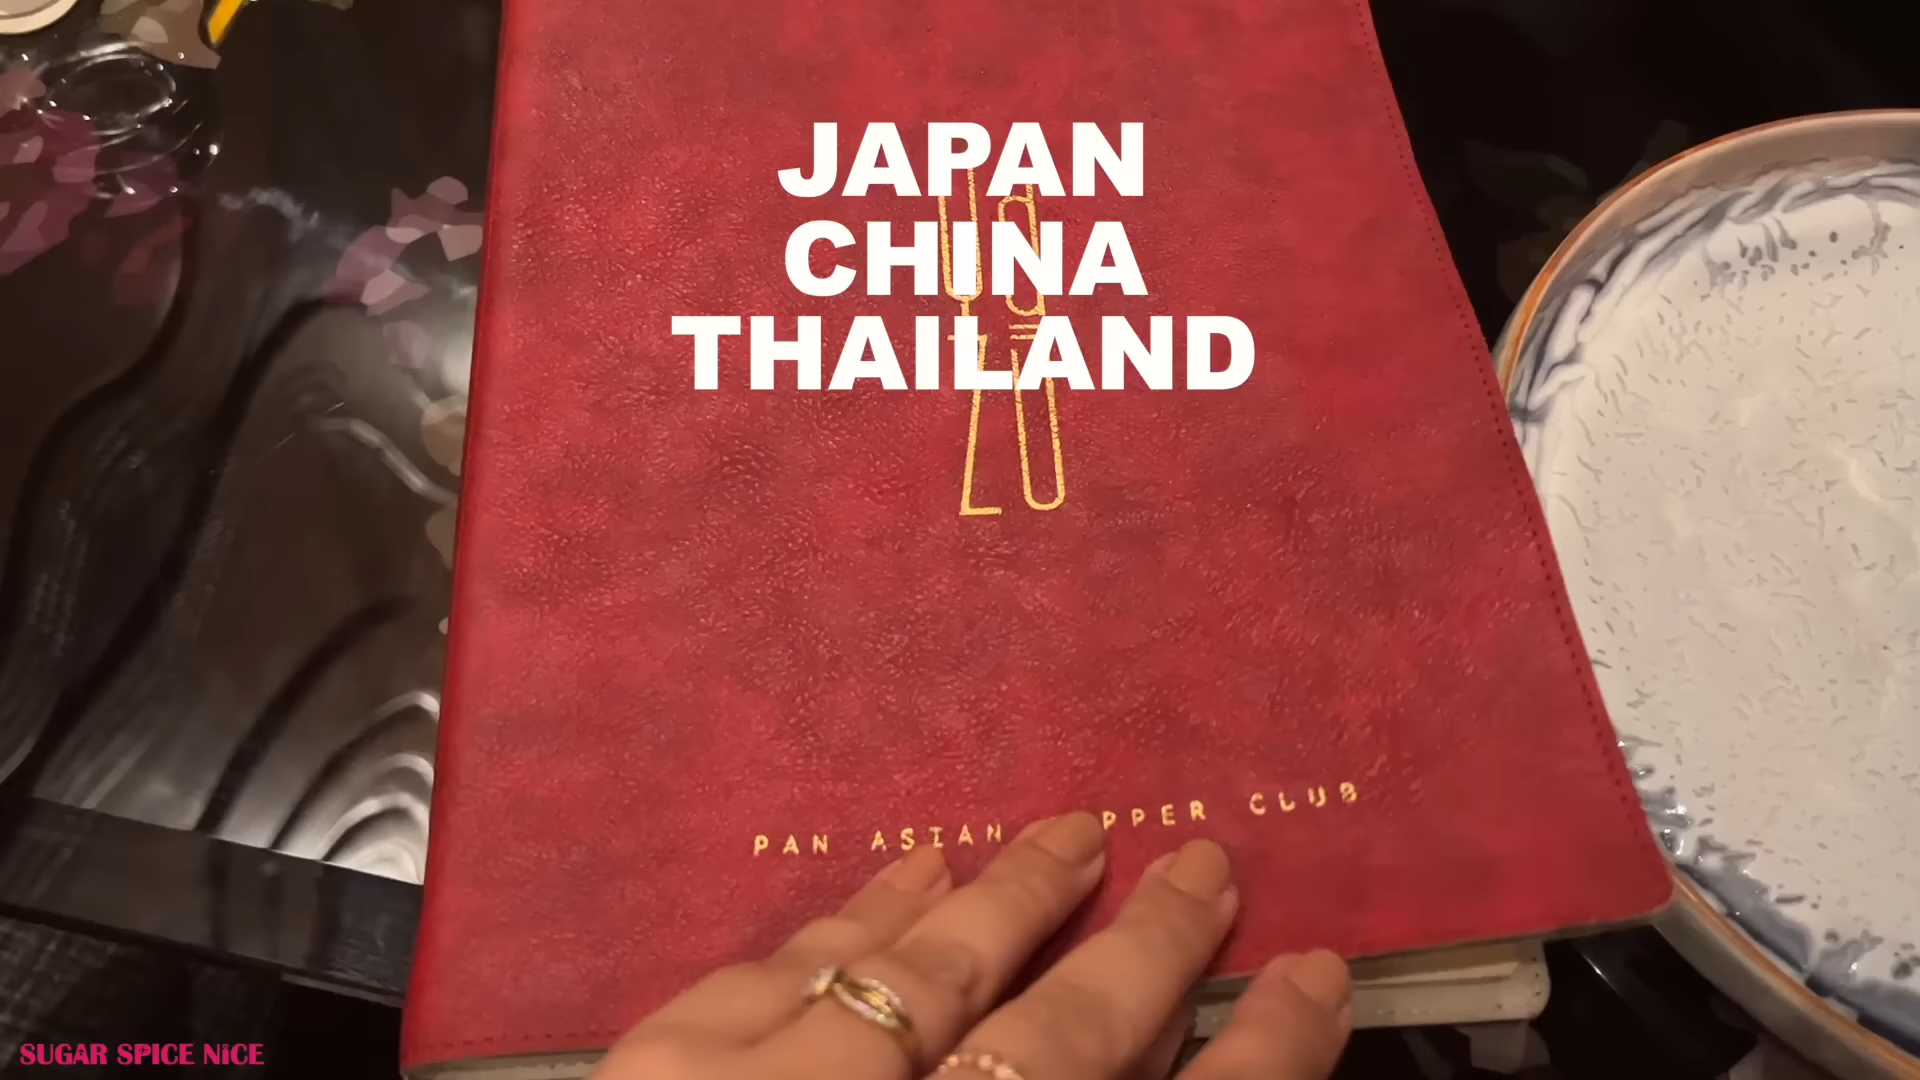 JAPAN
CHINA
THAILAND
PAN ASIAN PPER CLUB
SUGAR SPICE NiCE